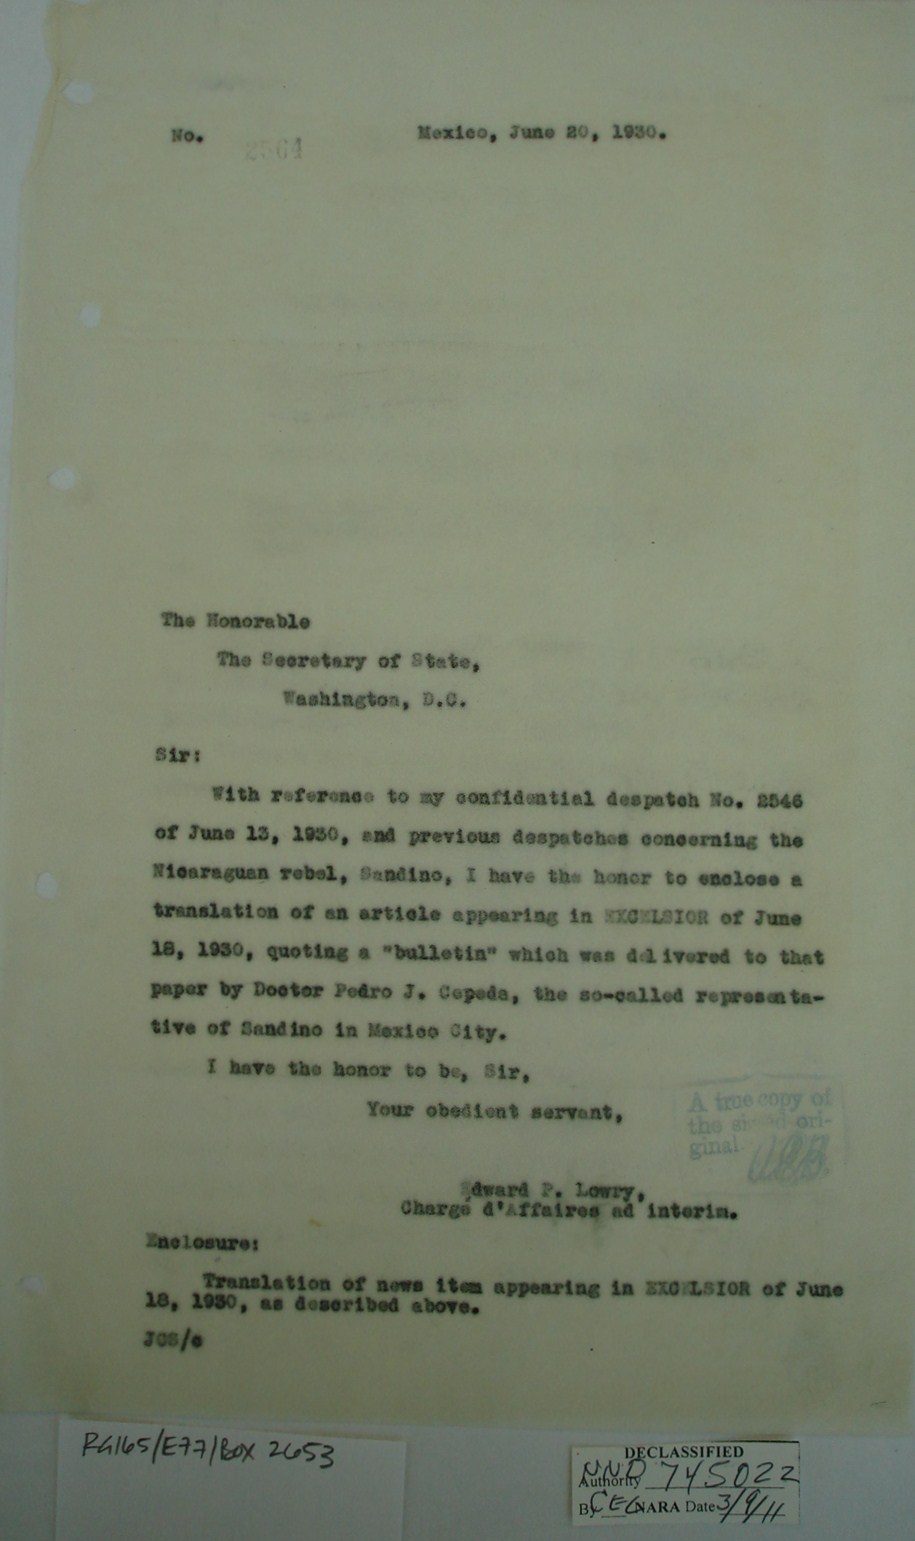 No. 2564
Mexico, June 20, 1930.
The Honorable
The Secretary of State,
Washington, D.C.
Sir:
With reference to my confidential despatch No. 2546
of June 13, 1930, and previous despatches concerning the
Nicaraguan rebel, Sandino, I have the honor to enclose a
translation of an article appearing in EXCELSIOR of June
18, 1930, quoting a "bulletin" which was delivered to that
paper by Doctor Pedro J. Cepeda, the so-called representa-
tive of Sandino in Mexico City.
I have the honor to be, Sir,
Your obedient servant,
A true copy of
the signed ori-
ginal
Edward P. Lowry,
Chargé d'Affaires ad interim.
Enclosure:
Translation of news item appearing in EXCELSIOR of June
18, 1930, as described above.
JCS/e
RG165/E77/BOX 2653
DECLASSIFIED
Authority NND 745022
By CEG NARA Date 3/9/11